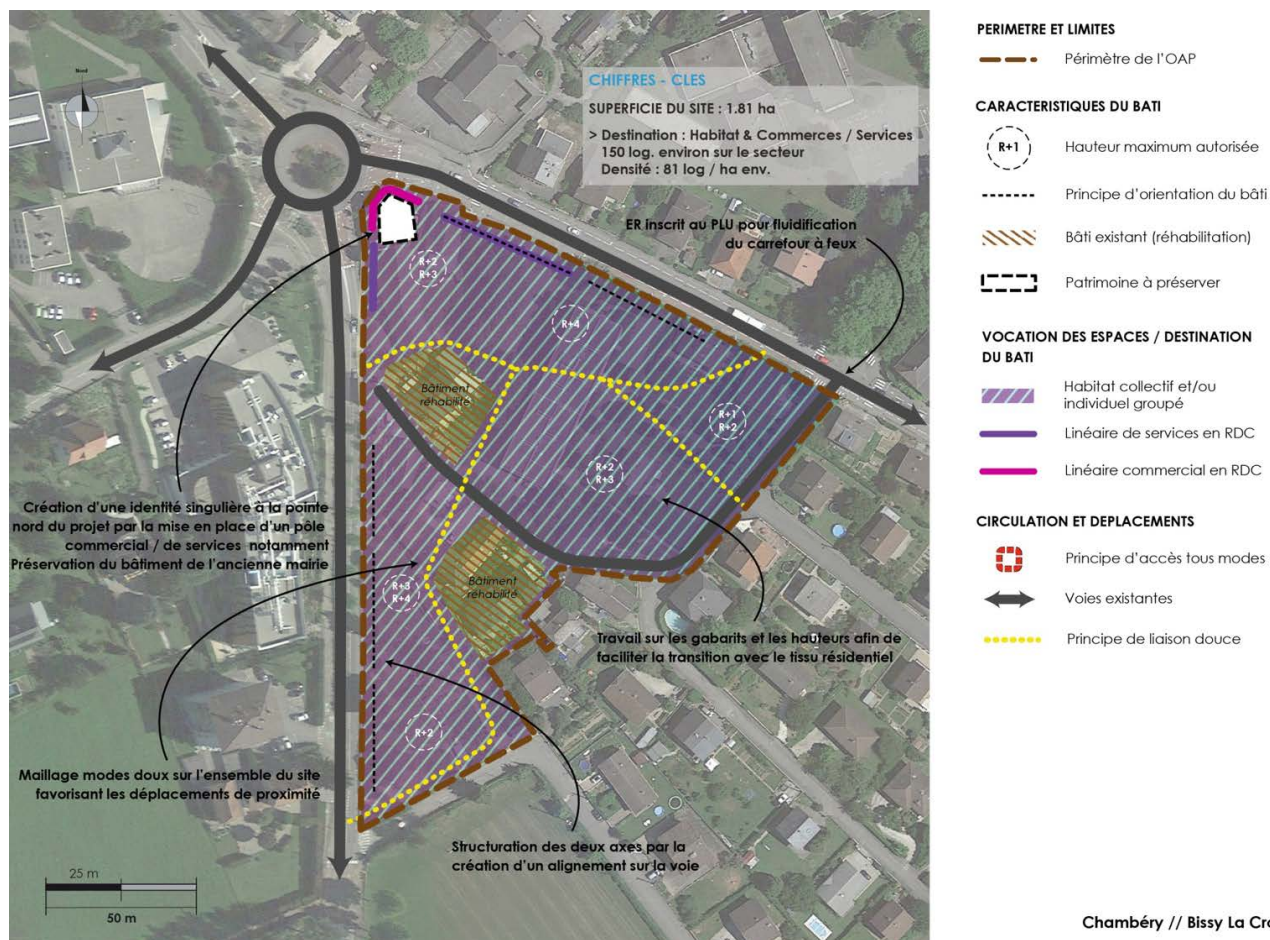 Nord
CHIFFRES - CLES
SUPERFICIE DU SITE : 1.81 ha
> Destination : Habitat & Commerces / Services
150 log. environ sur le secteur
Densité : 81 log / ha env.
ER inscrit au PLU pour fluidification
du carrefour à feux
R+2
R+3
R+4
Bâtiment
réhabilité
R+1
R+2
R+2
R+3
Création d'une identité singulière à la pointe
nord du projet par la mise en place d'un pôle
commercial / de services notamment
Préservation du bâtiment de l'ancienne mairie
Bâtiment
réhabilité
R+3
R+4
Travail sur les gabarits et les hauteurs afin de
faciliter la transition avec le tissu résidentiel
R+2
Maillage modes doux sur l'ensemble du site
favorisant les déplacements de proximité
Structuration des deux axes par la
création d'un alignement sur la voie
25 m
50 m
PERIMETRE ET LIMITES
Périmètre de l'OAP
CARACTERISTIQUES DU BATI
R+1
Hauteur maximum autorisée
Principe d'orientation du bâti
Bâti existant (réhabilitation)
Patrimoine à préserver
VOCATION DES ESPACES / DESTINATION
DU BATI
Habitat collectif et/ou
individuel groupé
Linéaire de services en RDC
Linéaire commercial en RDC
CIRCULATION ET DEPLACEMENTS
Principe d'accès tous modes
Voies existantes
Principe de liaison douce
Chambéry // Bissy La Cro